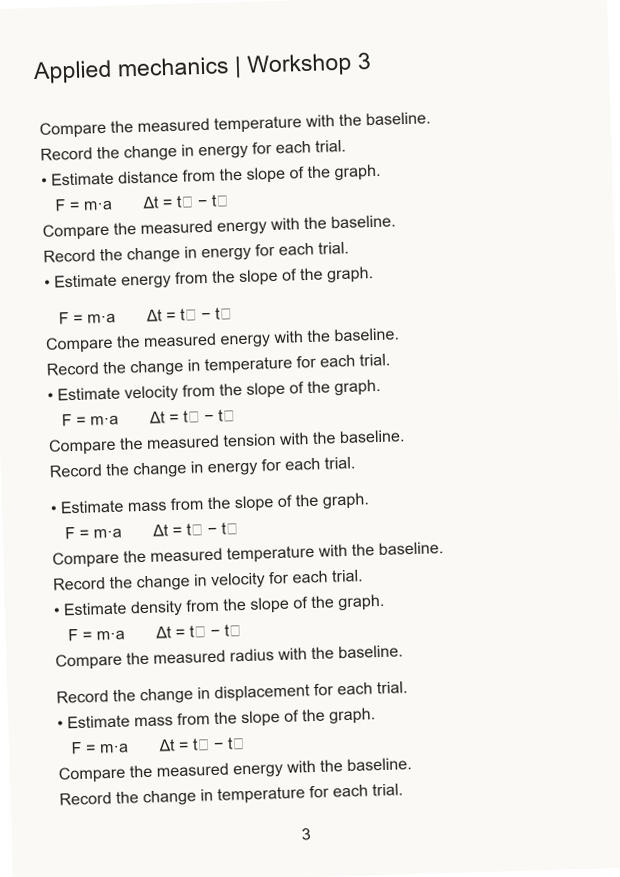 Applied mechanics | Workshop 3
Compare the measured temperature with the baseline.
Record the change in energy for each trial.
• Estimate distance from the slope of the graph.
F = m·a Δt = t□ − t□
Compare the measured energy with the baseline.
Record the change in energy for each trial.
• Estimate energy from the slope of the graph.
F = m·a Δt = t□ − t□
Compare the measured energy with the baseline.
Record the change in temperature for each trial.
• Estimate velocity from the slope of the graph.
F = m·a Δt = t□ − t□
Compare the measured tension with the baseline.
Record the change in energy for each trial.
• Estimate mass from the slope of the graph.
F = m·a Δt = t□ − t□
Compare the measured temperature with the baseline.
Record the change in velocity for each trial.
• Estimate density from the slope of the graph.
F = m·a Δt = t□ − t□
Compare the measured radius with the baseline.
Record the change in displacement for each trial.
• Estimate mass from the slope of the graph.
F = m·a Δt = t□ − t□
Compare the measured energy with the baseline.
Record the change in temperature for each trial.
3